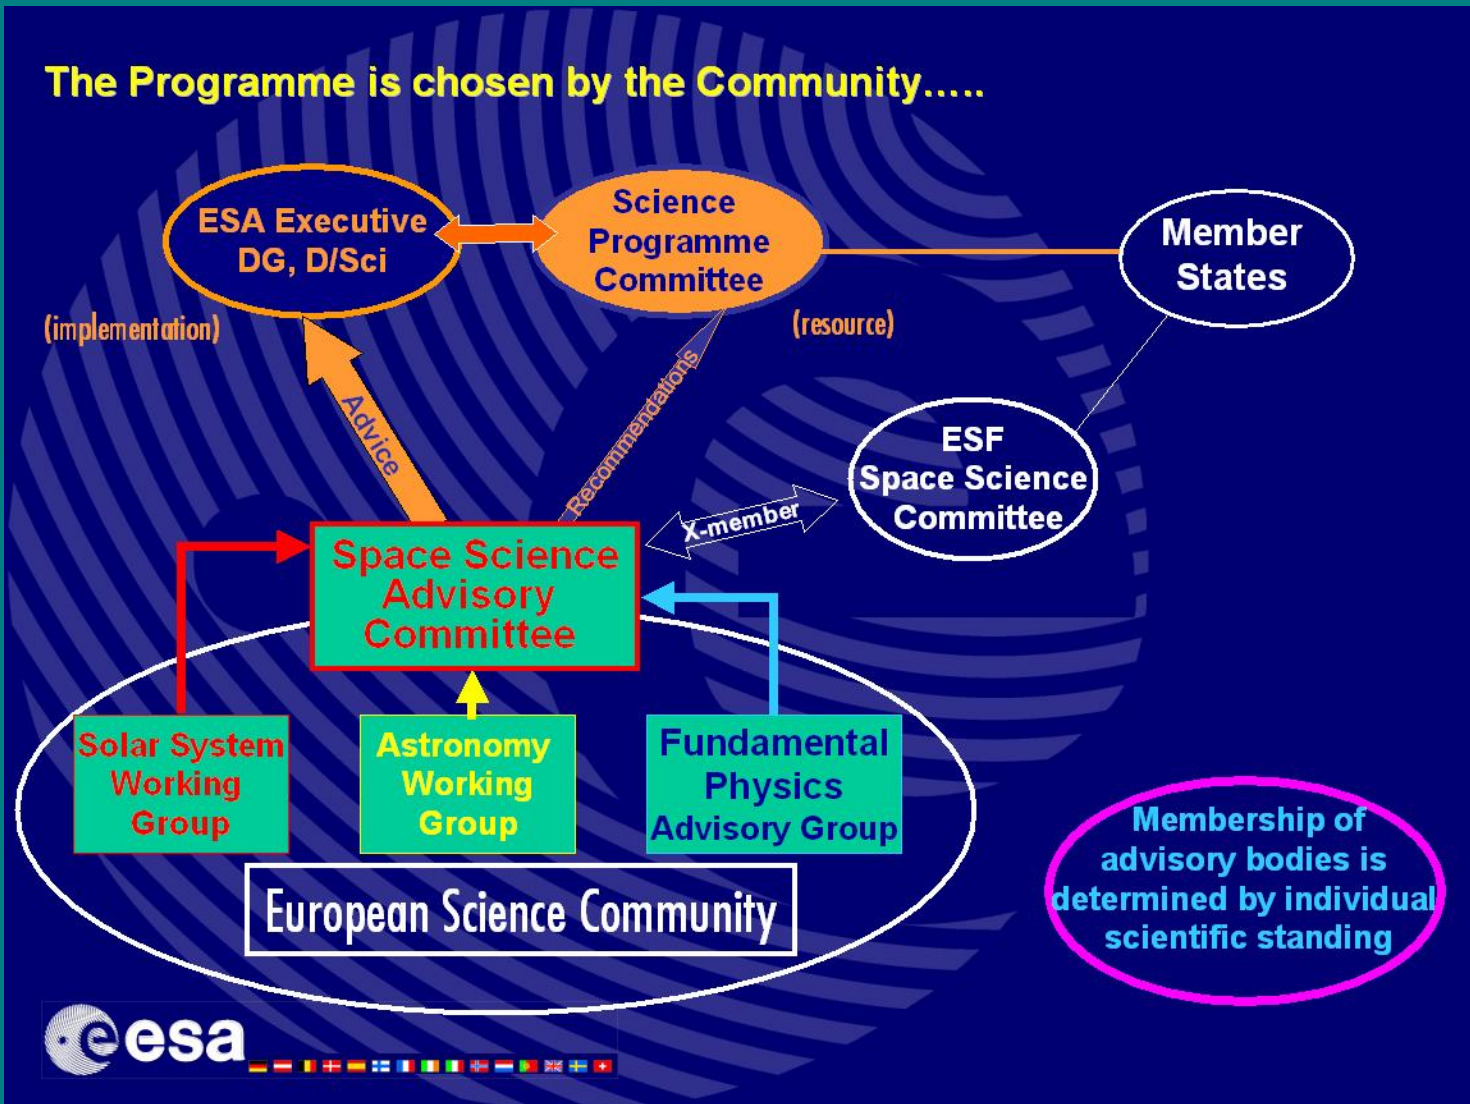 The Programme is chosen by the Community…..
ESA Executive
DG, D/Sci
Science
Programme
Committee
Member
States
(implementation)
(resource)
Advice
Recommendations
ESF
Space Science
Committee
X-member
Space Science
Advisory
Committee
Solar System
Working
Group
Astronomy
Working
Group
Fundamental
Physics
Advisory Group
European Science Community
Membership of
advisory bodies is
determined by individual
scientific standing
esa